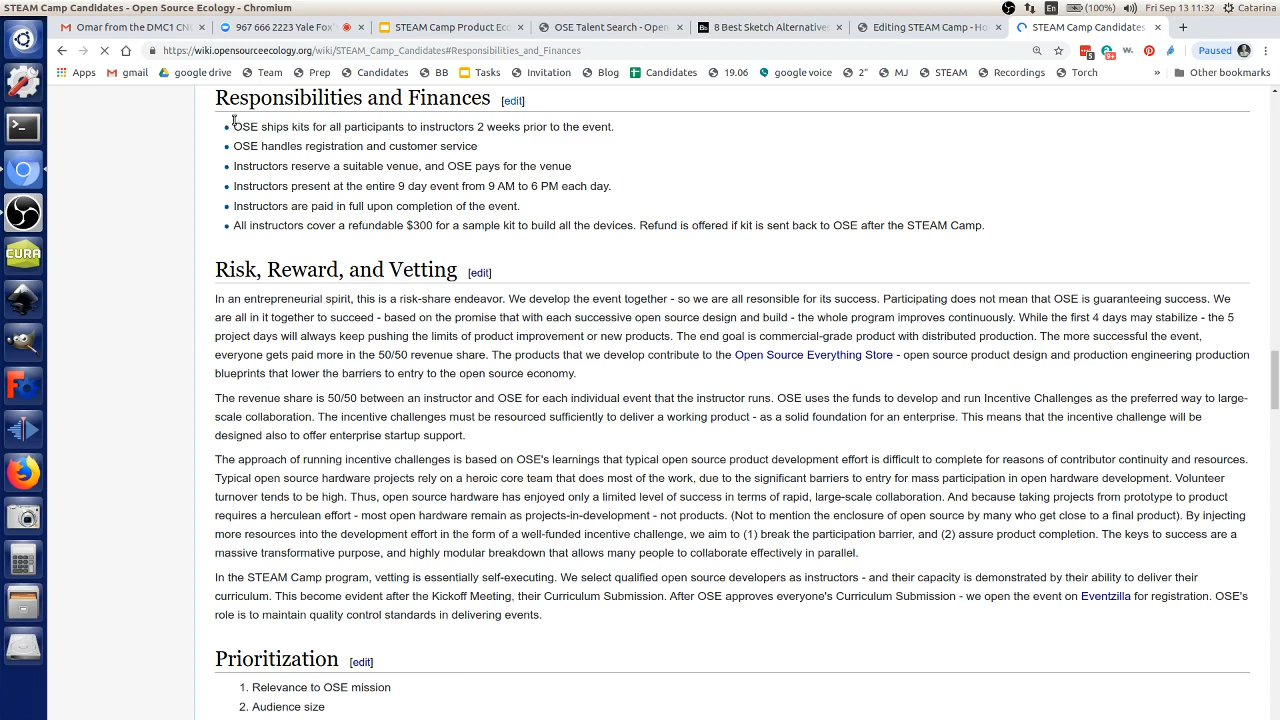 STEAM Camp Candidates - Open Source Ecology - Chromium
(100%) Fri Sep 13 11:32 Catarina
Omar from the DMC1 CNC
967 666 2223 Yale Fox
STEAM Camp Product Eco
OSE Talent Search - Open
8 Best Sketch Alternatives
Editing STEAM Camp - Ho
STEAM Camp Candidates
https://wiki.opensourceecology.org/wiki/STEAM_Camp_Candidates#Responsibilities_and_Finances
Paused
Apps gmail google drive Team Prep Candidates BB Tasks Invitation Blog Candidates 19.06 google voice 2" MJ STEAM Recordings Torch » Other bookmarks
Responsibilities and Finances [edit]
OSE ships kits for all participants to instructors 2 weeks prior to the event.
OSE handles registration and customer service
Instructors reserve a suitable venue, and OSE pays for the venue
Instructors present at the entire 9 day event from 9 AM to 6 PM each day.
Instructors are paid in full upon completion of the event.
All instructors cover a refundable $300 for a sample kit to build all the devices. Refund is offered if kit is sent back to OSE after the STEAM Camp.
Risk, Reward, and Vetting [edit]
In an entrepreneurial spirit, this is a risk-share endeavor. We develop the event together - so we are all resonsible for its success. Participating does not mean that OSE is guaranteeing success. We
are all in it together to succeed - based on the promise that with each successive open source design and build - the whole program improves continuously. While the first 4 days may stabilize - the 5
project days will always keep pushing the limits of product improvement or new products. The end goal is commercial-grade product with distributed production. The more successful the event,
everyone gets paid more in the 50/50 revenue share. The products that we develop contribute to the Open Source Everything Store - open source product design and production engineering production
blueprints that lower the barriers to entry to the open source economy.
The revenue share is 50/50 between an instructor and OSE for each individual event that the instructor runs. OSE uses the funds to develop and run Incentive Challenges as the preferred way to large-
scale collaboration. The incentive challenges must be resourced sufficiently to deliver a working product - as a solid foundation for an enterprise. This means that the incentive challenge will be
designed also to offer enterprise startup support.
The approach of running incentive challenges is based on OSE's learnings that typical open source product development effort is difficult to complete for reasons of contributor continuity and resources.
Typical open source hardware projects rely on a heroic core team that does most of the work, due to the significant barriers to entry for mass participation in open hardware development. Volunteer
turnover tends to be high. Thus, open source hardware has enjoyed only a limited level of success in terms of rapid, large-scale collaboration. And because taking projects from prototype to product
requires a herculean effort - most open hardware remain as projects-in-development - not products. (Not to mention the enclosure of open source by many who get close to a final product). By injecting
more resources into the development effort in the form of a well-funded incentive challenge, we aim to (1) break the participation barrier, and (2) assure product completion. The keys to success are a
massive transformative purpose, and highly modular breakdown that allows many people to collaborate effectively in parallel.
In the STEAM Camp program, vetting is essentially self-executing. We select qualified open source developers as instructors - and their capacity is demonstrated by their ability to deliver their
curriculum. This become evident after the Kickoff Meeting, their Curriculum Submission. After OSE approves everyone's Curriculum Submission - we open the event on Eventzilla for registration. OSE's
role is to maintain quality control standards in delivering events.
Prioritization [edit]
1. Relevance to OSE mission
2. Audience size